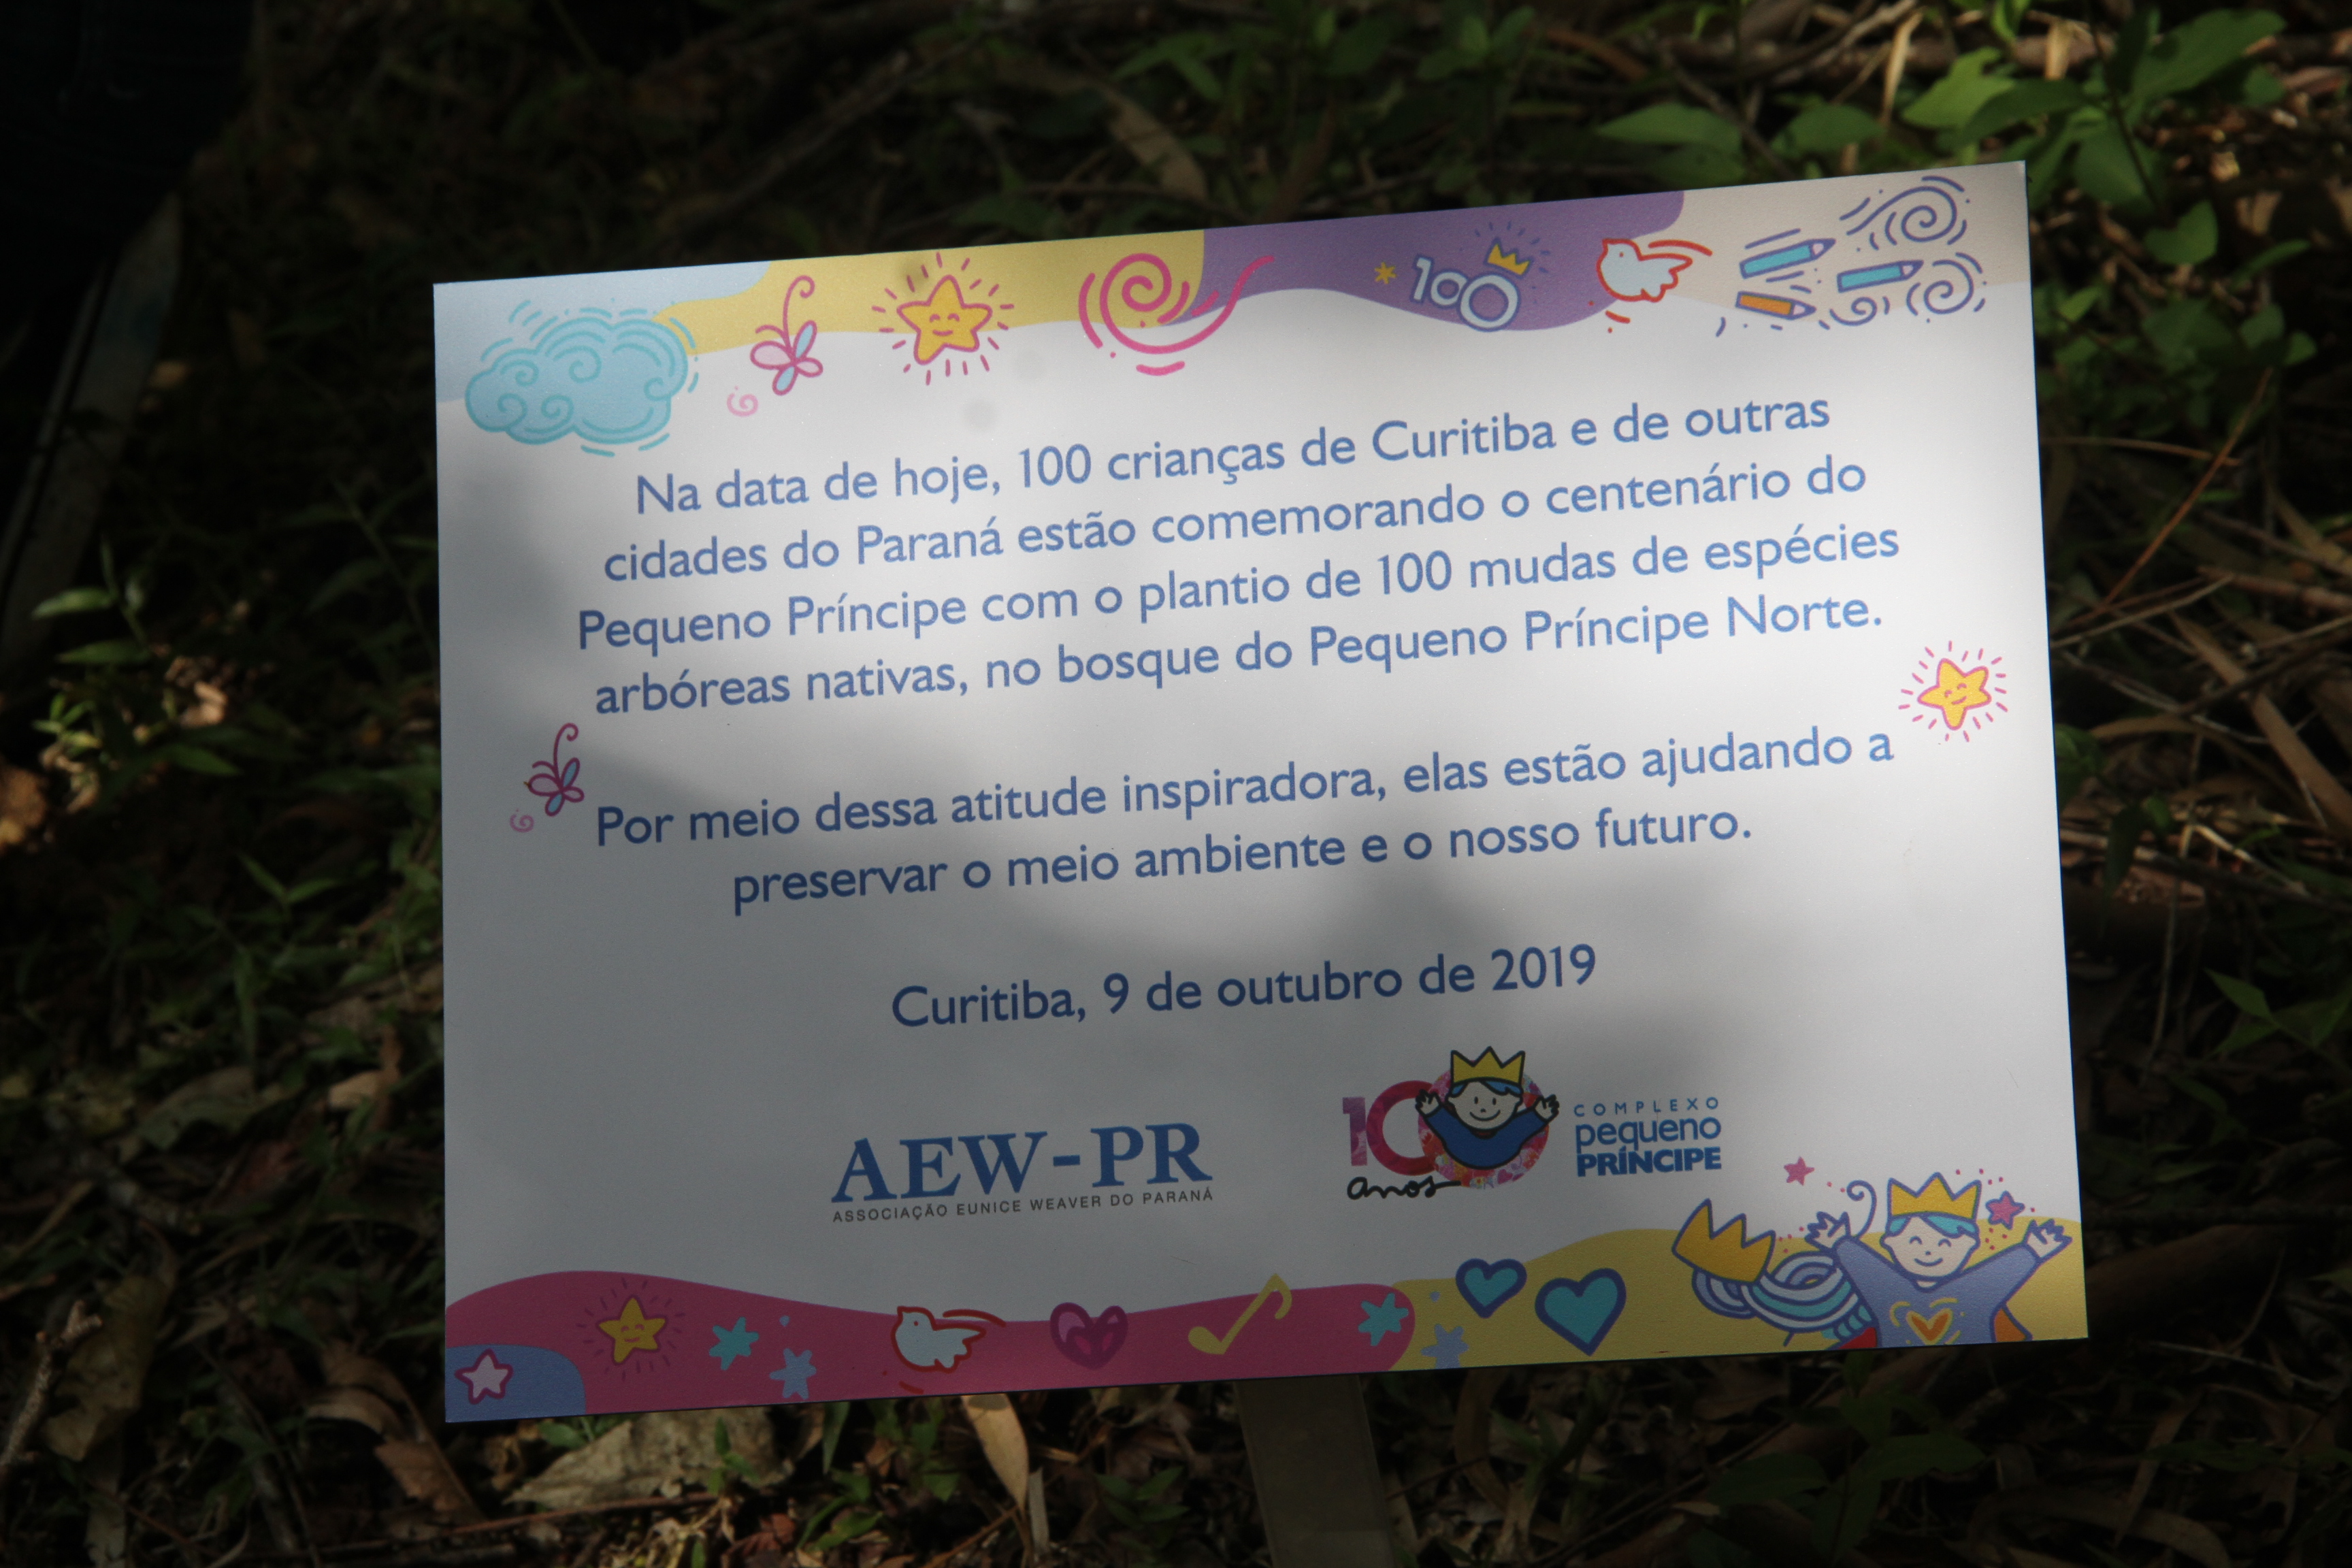 100
Na data de hoje, 100 crianças de Curitiba e de outras
cidades do Paraná estão comemorando o centenário do
Pequeno Príncipe com o plantio de 100 mudas de espécies
arbóreas nativas, no bosque do Pequeno Príncipe Norte.
Por meio dessa atitude inspiradora, elas estão ajudando a
preservar o meio ambiente e o nosso futuro.
Curitiba, 9 de outubro de 2019
AEW-PR
ASSOCIAÇÃO EUNICE WEAVER DO PARANÁ
100
anos
COMPLEXO
pequeno
PRÍNCIPE